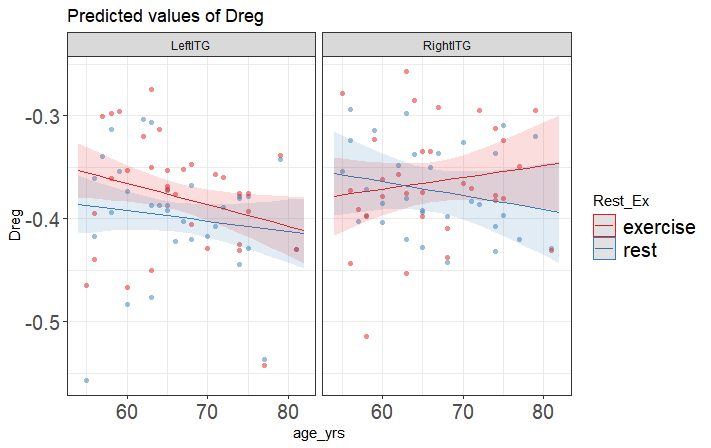 Predicted values of Dreg
LeftITG
RightITG
-0.3
-0.4
-0.5
Dreg
60
70
80
60
70
80
age_yrs
Rest_Ex
exercise
rest